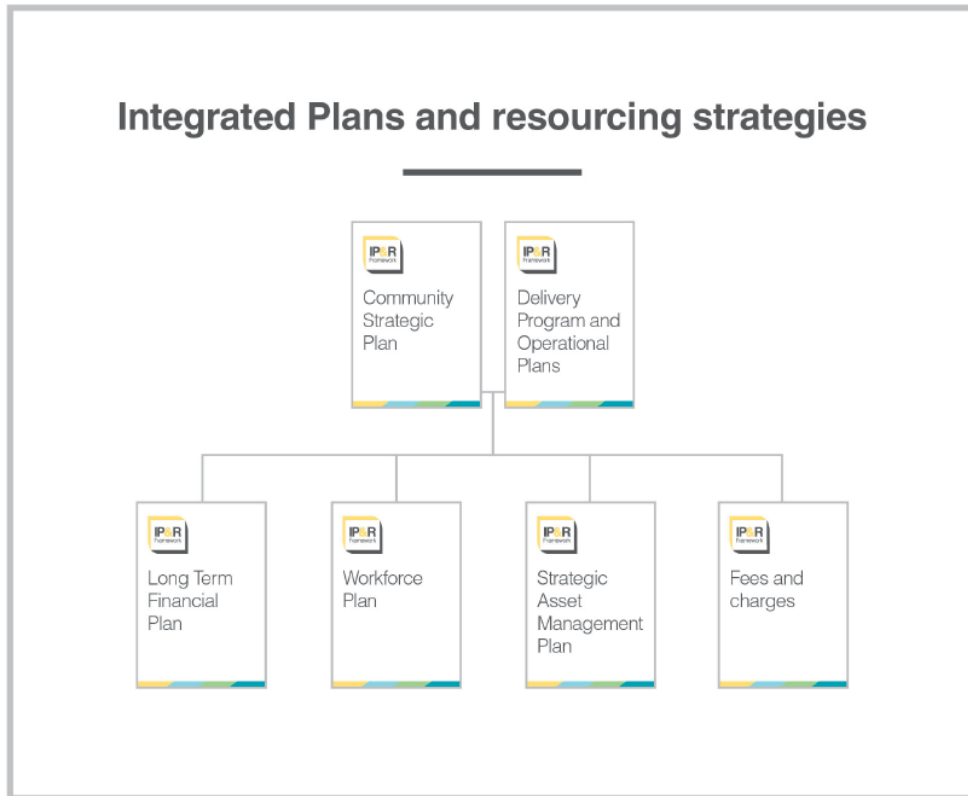 Integrated Plans and resourcing strategies
IP&R
Framework
Community
Strategic
Plan
IP&R
Framework
Delivery
Program and
Operational
Plans
IP&R
Framework
Long Term
Financial
Plan
IP&R
Framework
Workforce
Plan
IP&R
Framework
Strategic
Asset
Management
Plan
IP&R
Framework
Fees and
charges